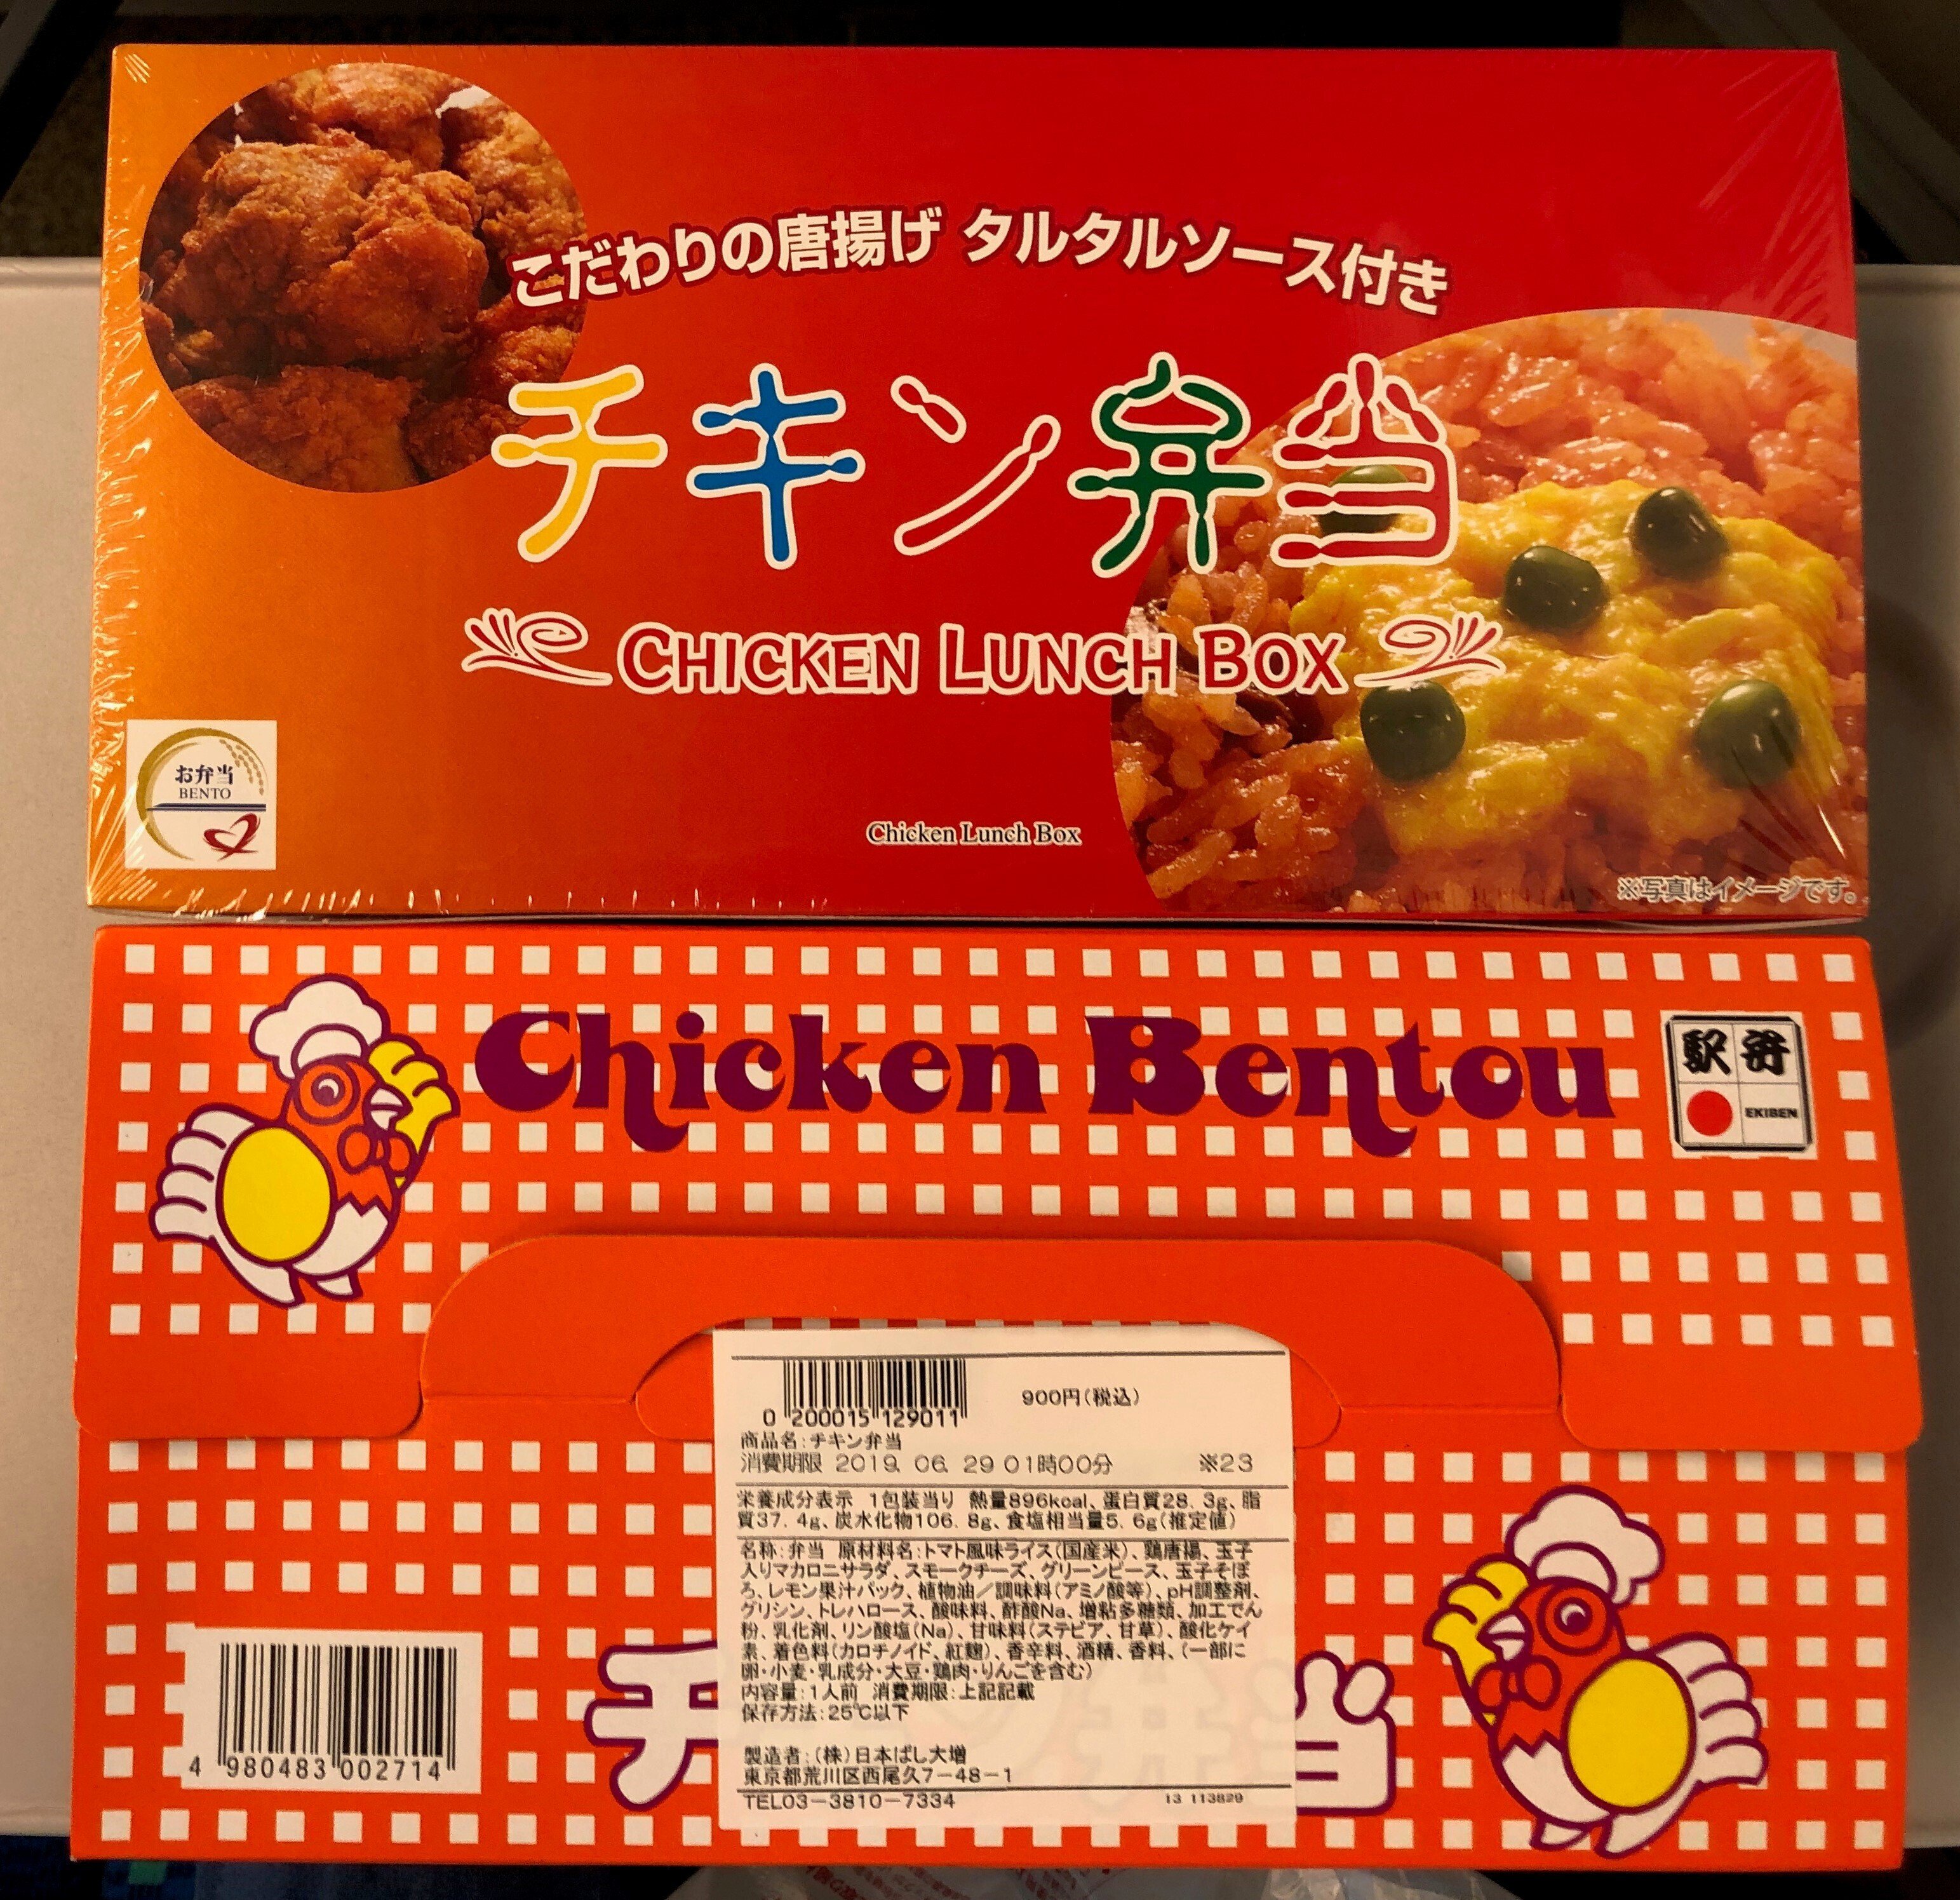 こだわりの唐揚げ タルタルソース付き
チキン弁当
CHICKEN LUNCH BOX
お弁当
BENTO
Chicken Lunch Box
※写真はイメージです。
Chicken Bentou
駅弁
EKIBEN
0 200015 129011
900円(税込)
商品名:チキン弁当
消費期限 2019. 06. 29 01時00分 ※23
栄養成分表示 1包装当り 熱量896kcal、蛋白質28. 3g、脂
質37. 4g、炭水化物106. 8g、食塩相当量5. 6g(推定値)
名称:弁当 原材料名:トマト風味ライス(国産米)、鶏唐揚、玉子
入りマカロニサラダ、スモークチーズ、グリーンピース、玉子そぼ
ろ、レモン果汁パック、植物油/調味料(アミノ酸等)、pH調整剤、
グリシン、トレハロース、酸味料、酢酸Na、増粘多糖類、加工でん
粉、乳化剤、リン酸塩(Na)、甘味料(ステビア、甘草)、酸化ケイ
素、着色料(カロチノイド、紅麹)、香辛料、酒精、香料、(一部に
卵・小麦・乳成分・大豆・鶏肉・りんごを含む)
内容量:1人前 消費期限:上記記載
保存方法:25℃以下
製造者:(株)日本ばし大増
東京都荒川区西尾久7-48-1
TEL03-3810-7334 13 113829
4 980483 002714
チ 弁当